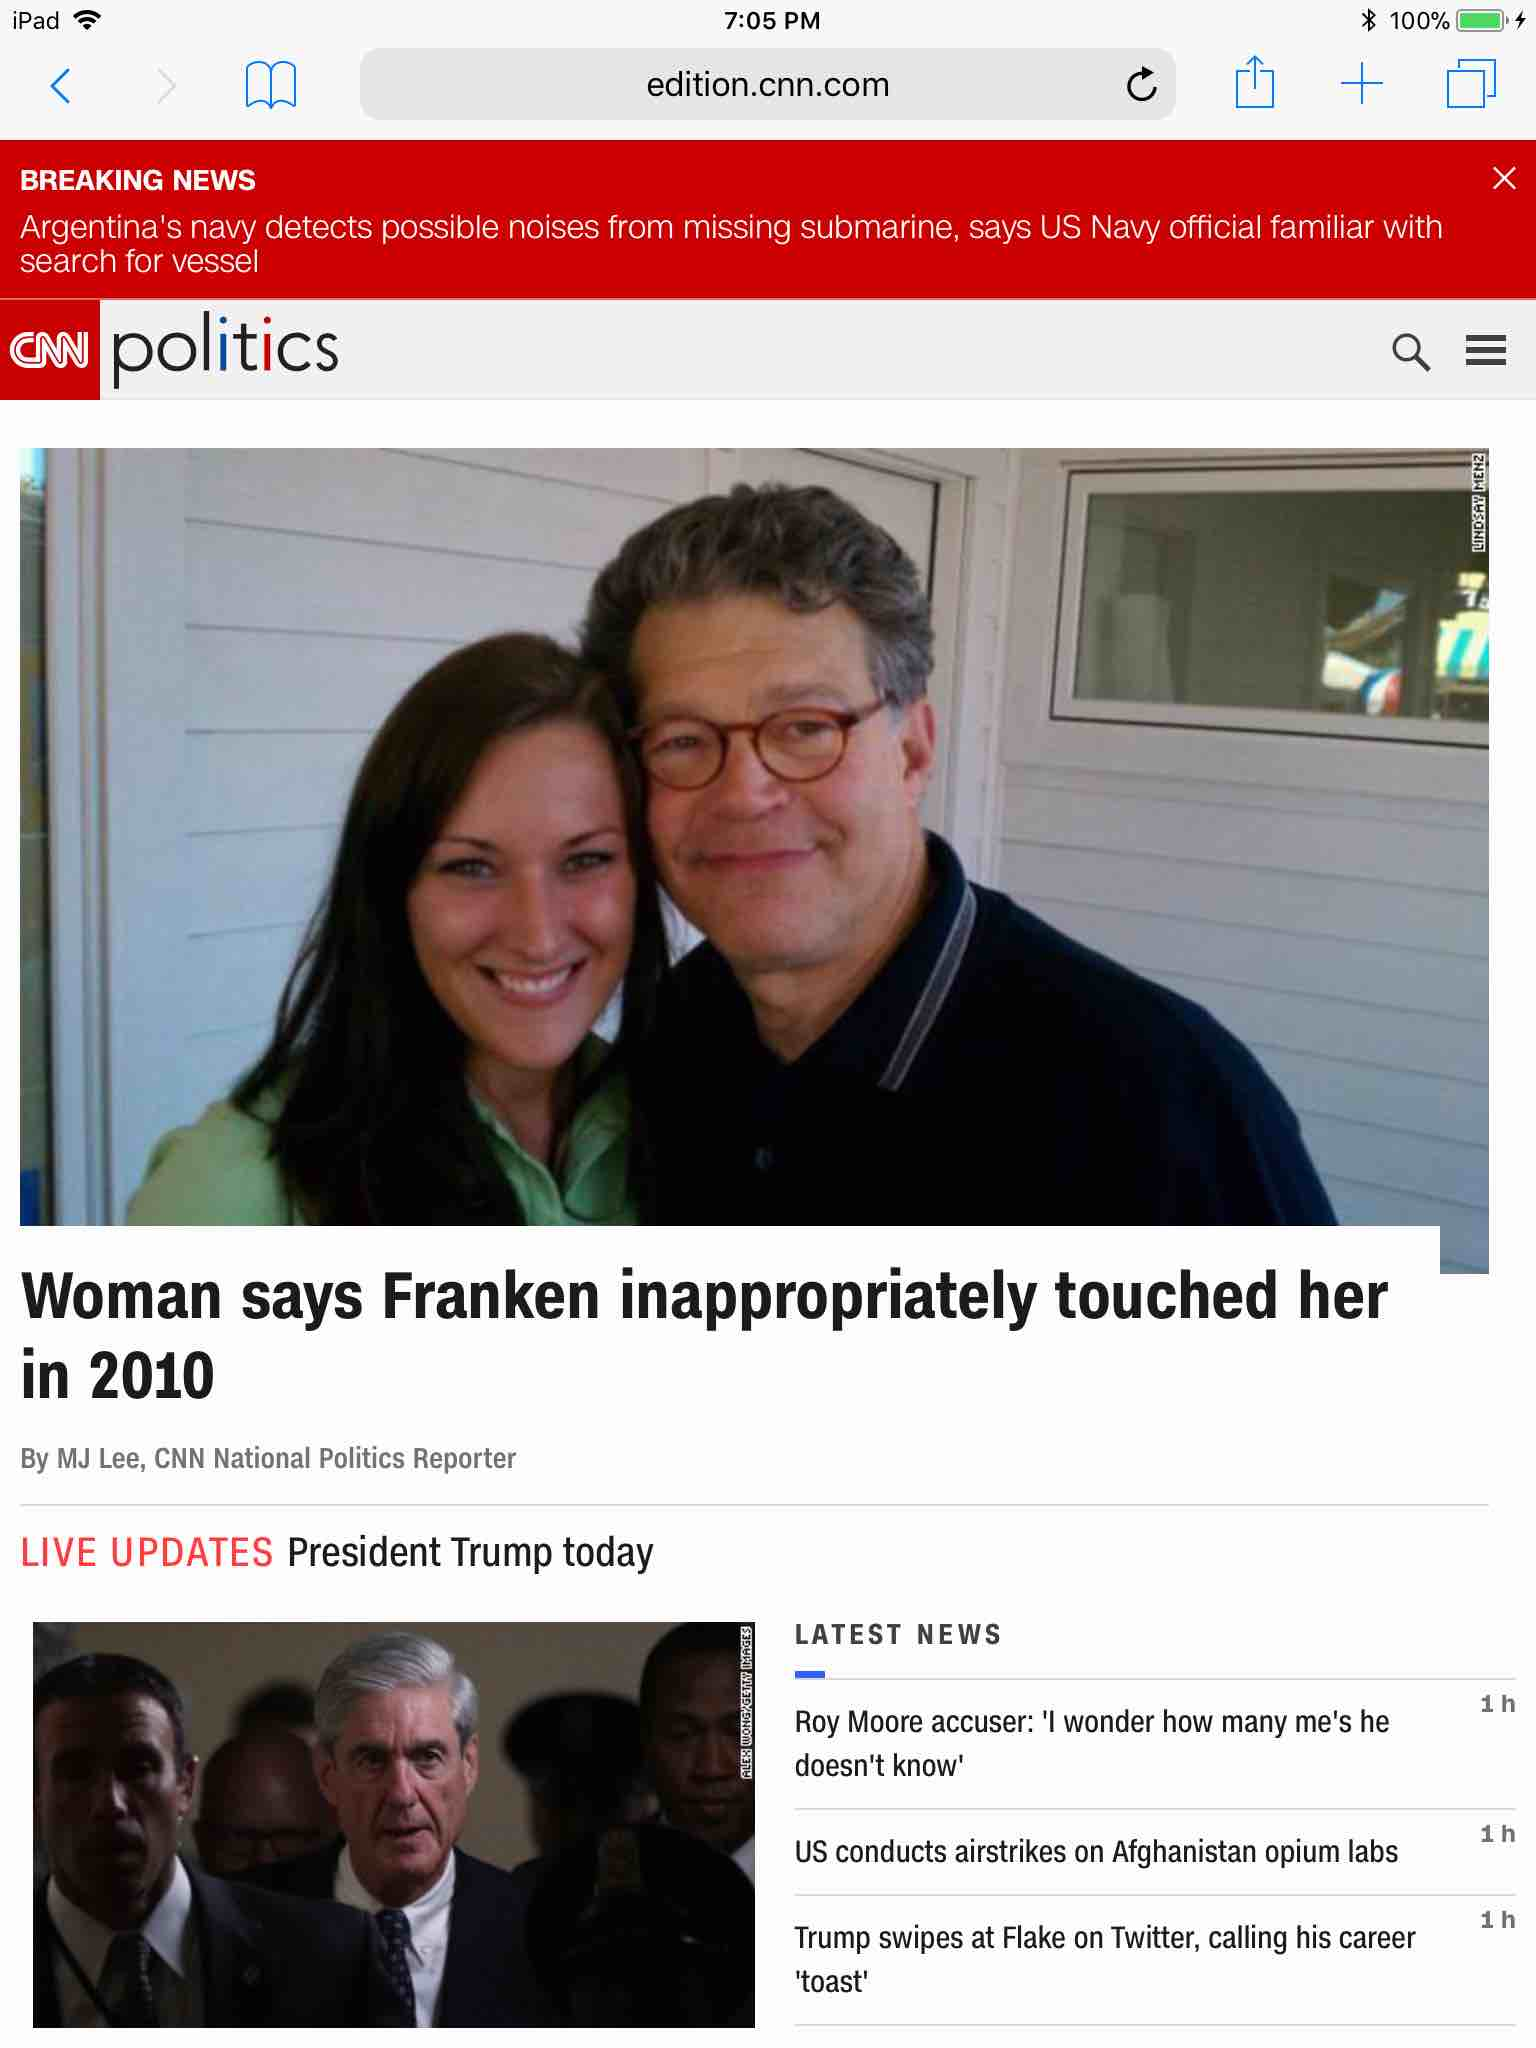 iPad
7:05 PM
100%
edition.cnn.com
BREAKING NEWS
Argentina's navy detects possible noises from missing submarine, says US Navy official familiar with
search for vessel
CNN politics
LINDSAY MENZ
Woman says Franken inappropriately touched her
in 2010
By MJ Lee, CNN National Politics Reporter
LIVE UPDATES President Trump today
ALEX WONG/GETTY IMAGES
LATEST NEWS
Roy Moore accuser: 'I wonder how many me's he
doesn't know'
1 h
US conducts airstrikes on Afghanistan opium labs
1 h
Trump swipes at Flake on Twitter, calling his career
'toast'
1 h